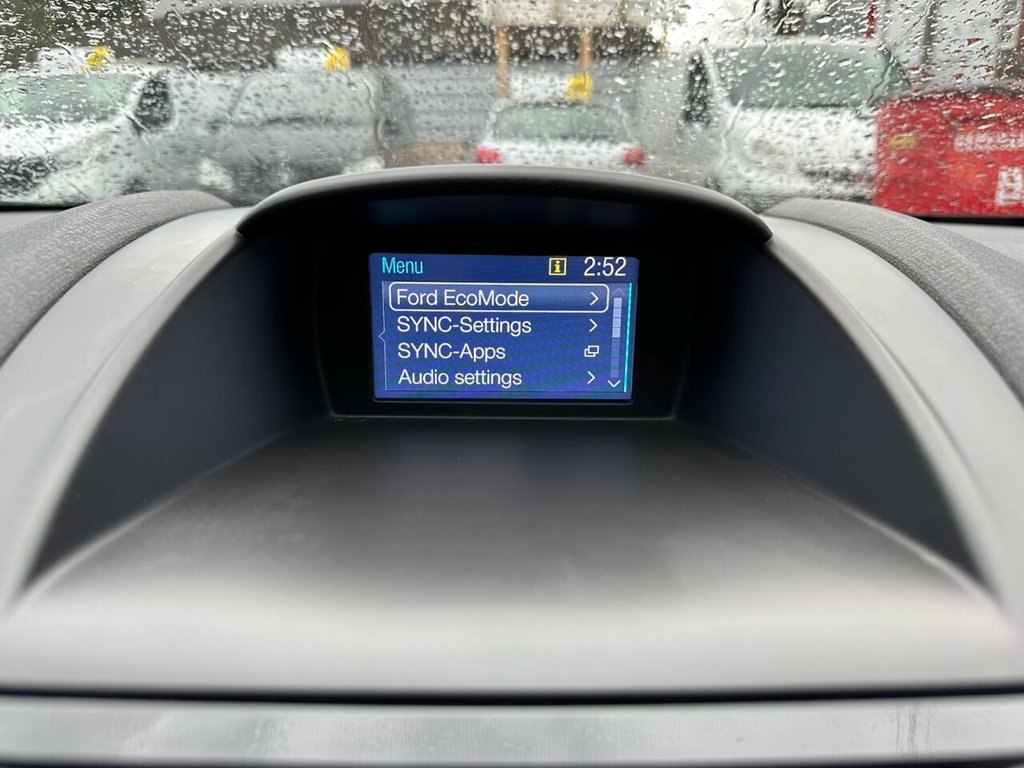 Menu i 2:52
Ford EcoMode
SYNC-Settings
SYNC-Apps
Audio settings